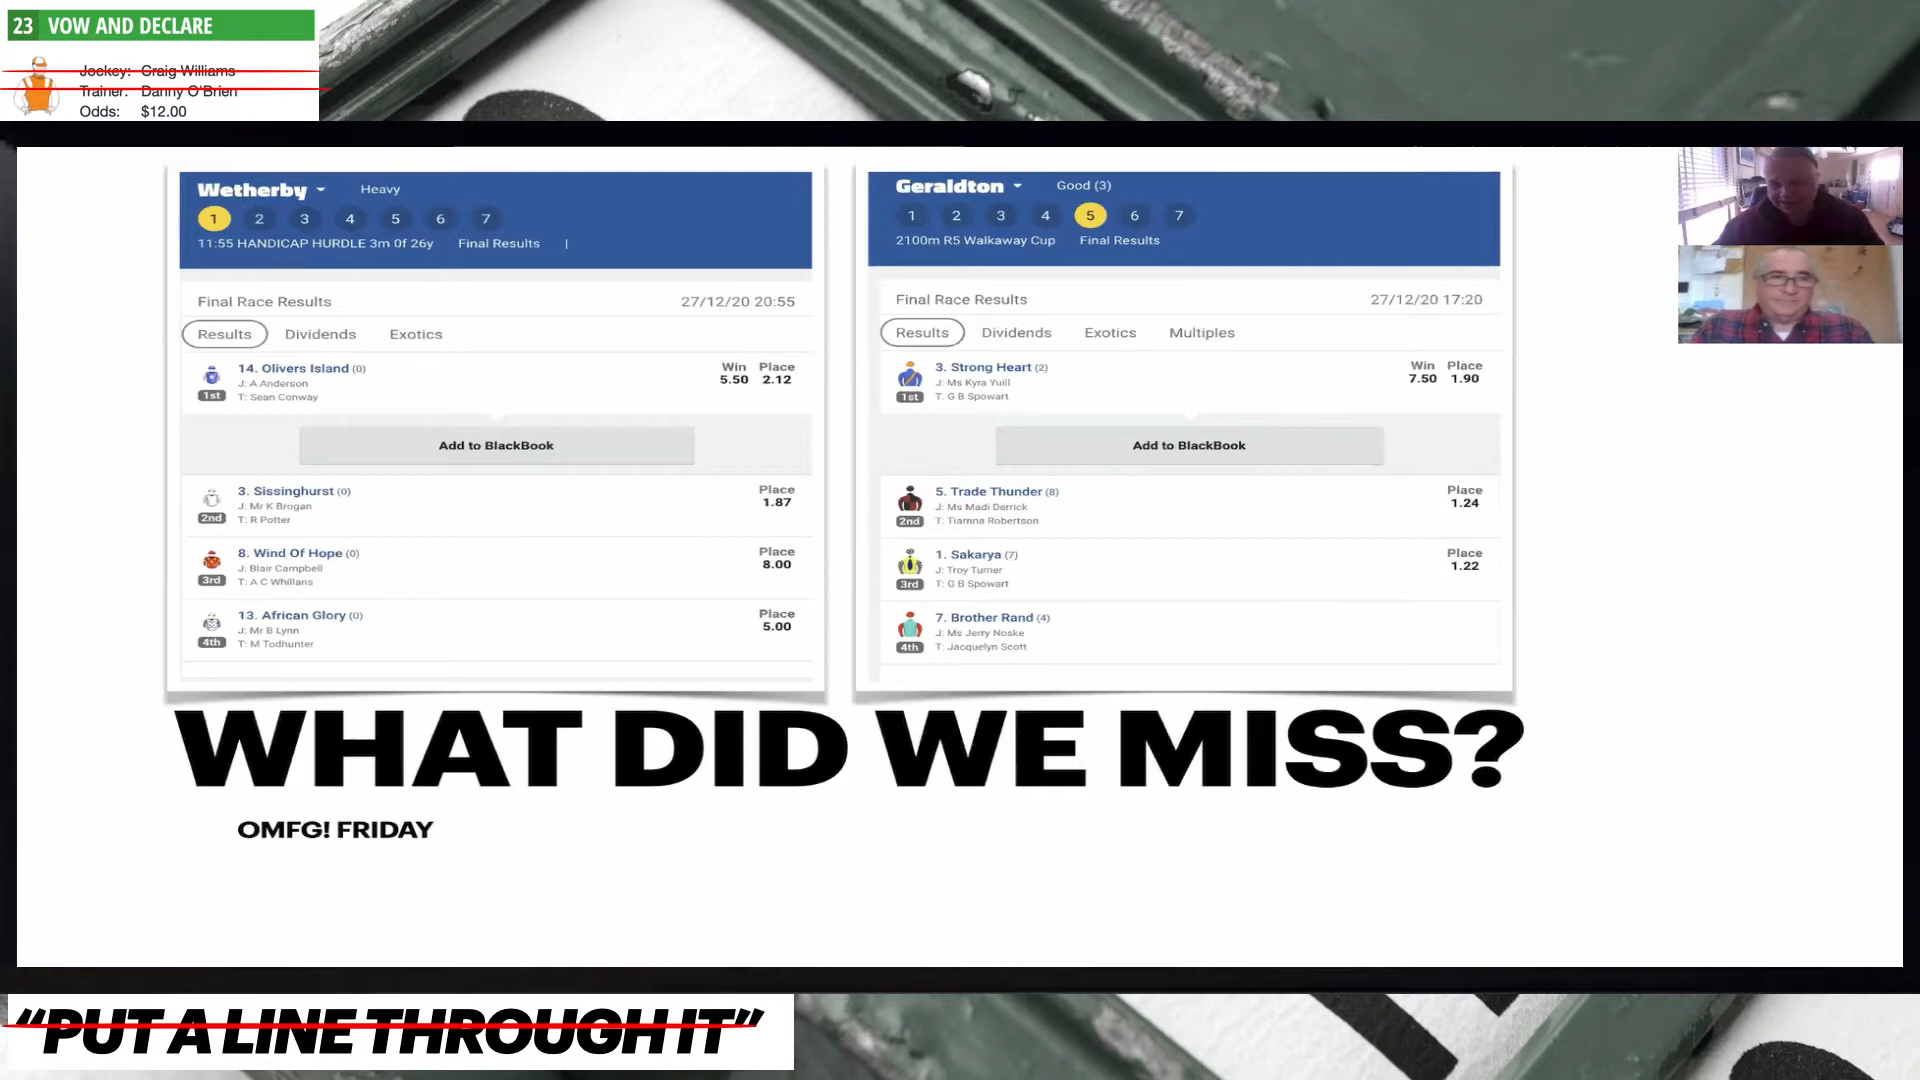 23 VOW AND DECLARE
Jockey: Craig Williams
Trainer: Danny O'Brien
Odds: $12.00
Wetherby Heavy
1 2 3 4 5 6 7
11:55 HANDICAP HURDLE 3m 0f 26y Final Results |
Final Race Results 27/12/20 20:55
Results Dividends Exotics
14. Olivers Island (0) Win Place
J: A Anderson 5.50 2.12
1st T: Sean Conway
Add to BlackBook
3. Sissinghurst (0) Place
J: Mr K Brogan 1.87
2nd T: R Potter
8. Wind Of Hope (0) Place
J: Blair Campbell 8.00
3rd T: A C Whillans
13. African Glory (0) Place
J: Mr B Lynn 5.00
4th T: M Todhunter
Geraldton Good (3)
1 2 3 4 5 6 7
2100m R5 Walkaway Cup Final Results
Final Race Results 27/12/20 17:20
Results Dividends Exotics Multiples
3. Strong Heart (2) Win Place
J: Ms Kyra Yuill 7.50 1.90
1st T: G B Spowart
Add to BlackBook
5. Trade Thunder (8) Place
J: Ms Madi Derrick 1.24
2nd T: Tiarnna Robertson
1. Sakarya (7) Place
J: Troy Turner 1.22
3rd T: G B Spowart
7. Brother Rand (4)
J: Ms Jerry Noske
4th T: Jacquelyn Scott
WHAT DID WE MISS?
OMFG! FRIDAY
“PUT A LINE THROUGH IT”